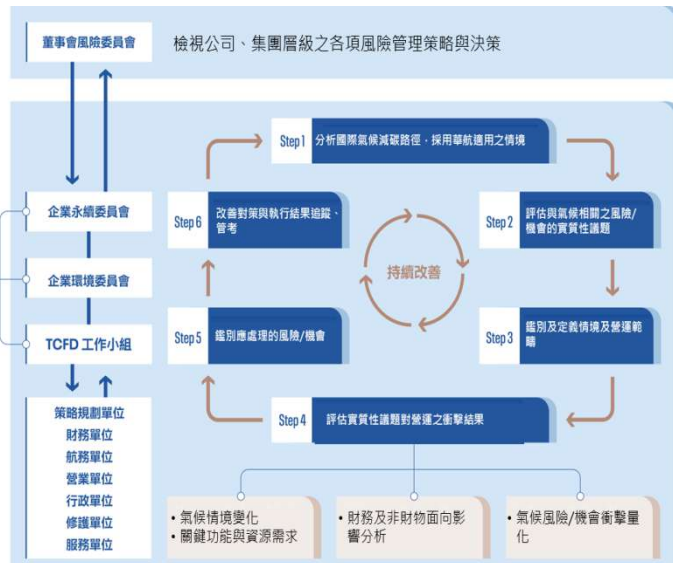 董事會風險委員會
檢視公司、集團層級之各項風險管理策略與決策
Step 1
分析國際氣候減碳路徑，採用華航適用之情境
企業永續委員會
Step 6
改善對策與執行結果追蹤、
管考
Step 2
評估與氣候相關之風險/
機會的實質性議題
持續改善
企業環境委員會
TCFD 工作小組
Step 5
鑑別應處理的風險/機會
Step 3
鑑別及定義情境及營運範
疇
Step 4
評估實質性議題對營運之衝擊結果
策略規劃單位
財務單位
航務單位
營業單位
行政單位
修護單位
服務單位
• 氣候情境變化
• 關鍵功能與資源需求
• 財務及非財物面向影
響分析
• 氣候風險/機會衝擊量
化